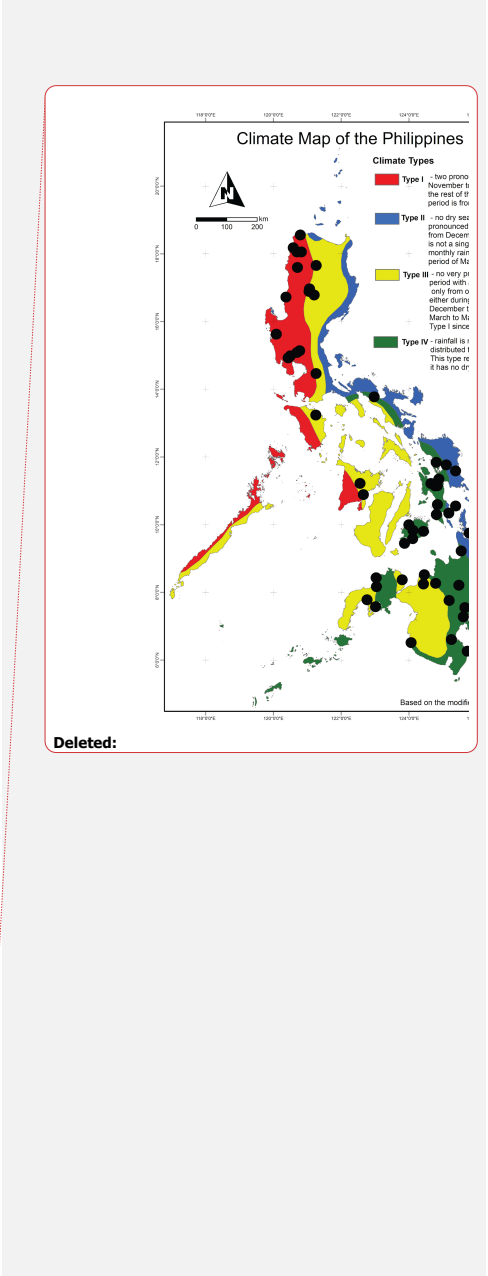 118°0'0"E 120°0'0"E 122°0'0"E 124°0'0"E
Climate Map of the Philippines
Climate Types
Type I - two prono
November to
the rest of th
period is fro
N
km
0 100 200
Type II - no dry sea
pronounced
from Decem
is not a sing
monthly rain
period of Ma
Type III - no very pr
period with
only from o
either during
December t
March to Ma
Type I since
Type IV - rainfall is
distributed t
This type re
it has no dr
20°0'0"N
18°0'0"N
16°0'0"N
14°0'0"N
12°0'0"N
10°0'0"N
8°0'0"N
6°0'0"N
Based on the modifie
118°0'0"E 120°0'0"E 122°0'0"E 124°0'0"E
Deleted: